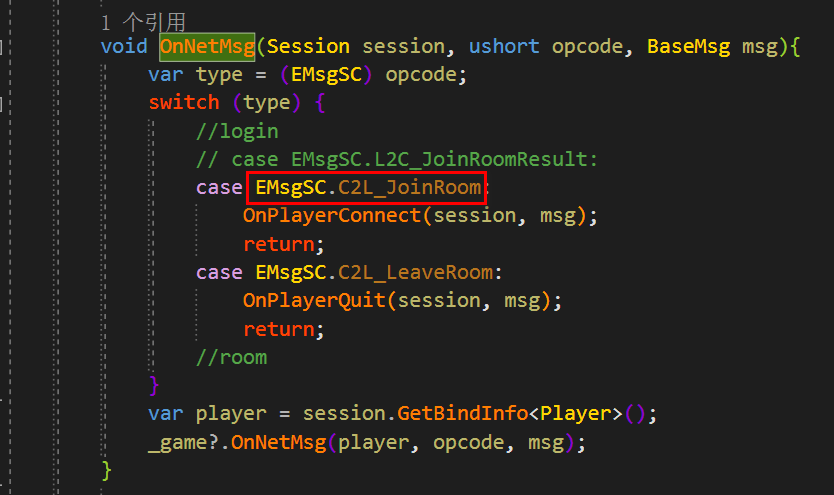 1 个引用
void OnNetMsg(Session session, ushort opcode, BaseMsg msg){
var type = (EMsgSC) opcode;
switch (type) {
//login
// case EMsgSC.L2C_JoinRoomResult:
case EMsgSC.C2L_JoinRoom:
OnPlayerConnect(session, msg);
return;
case EMsgSC.C2L_LeaveRoom:
OnPlayerQuit(session, msg);
return;
//room
}
var player = session.GetBindInfo<Player>();
_game?.OnNetMsg(player, opcode, msg);
}